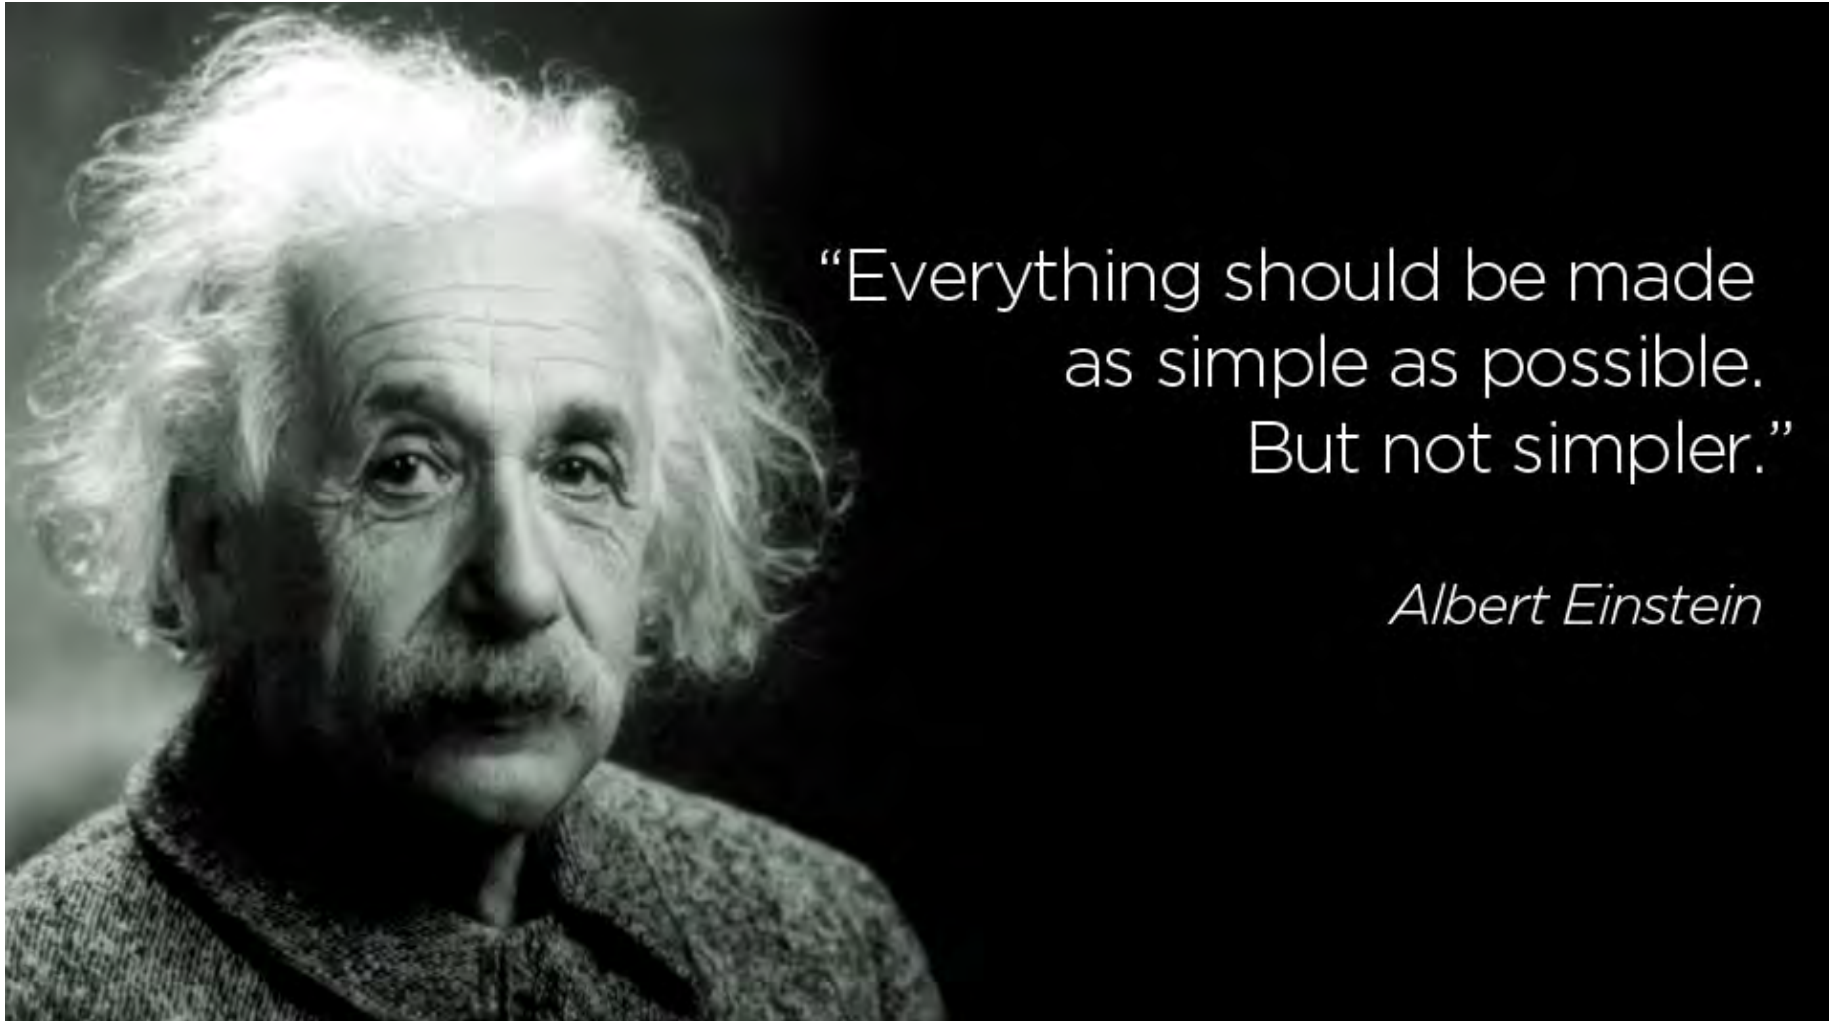 “Everything should be made
as simple as possible.
But not simpler.”
Albert Einstein